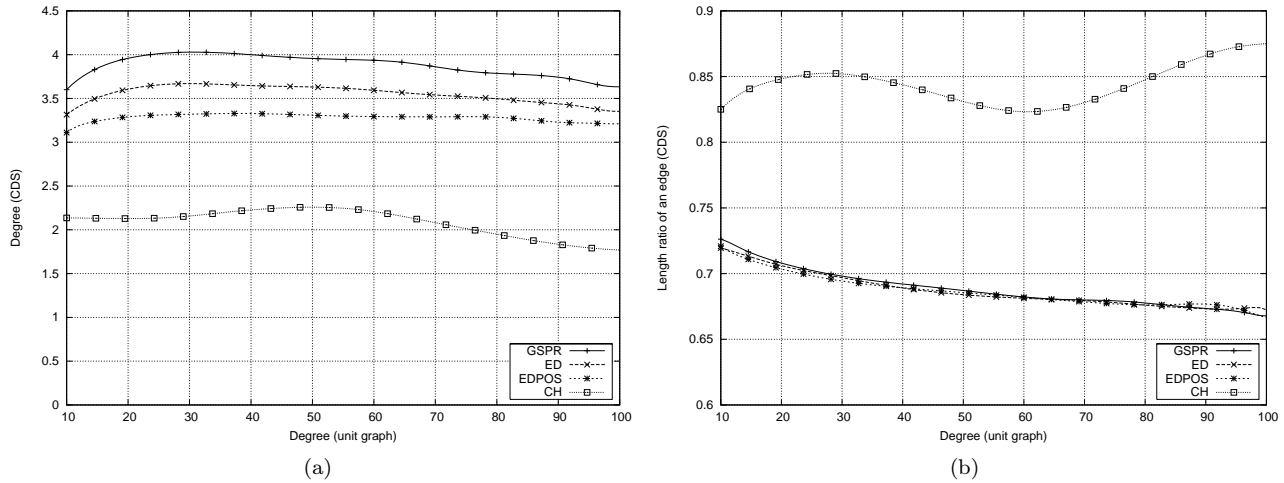 4.5
4
3.5
3
2.5
2
1.5
1
0.5
0
Degree (CDS)
10 20 30 40 50 60 70 80 90 100
Degree (unit graph)
GSPR
ED
EDPOS
CH
(a)
0.9
0.85
0.8
0.75
0.7
0.65
0.6
Length ratio of an edge (CDS)
10 20 30 40 50 60 70 80 90 100
Degree (unit graph)
GSPR
ED
EDPOS
CH
(b)